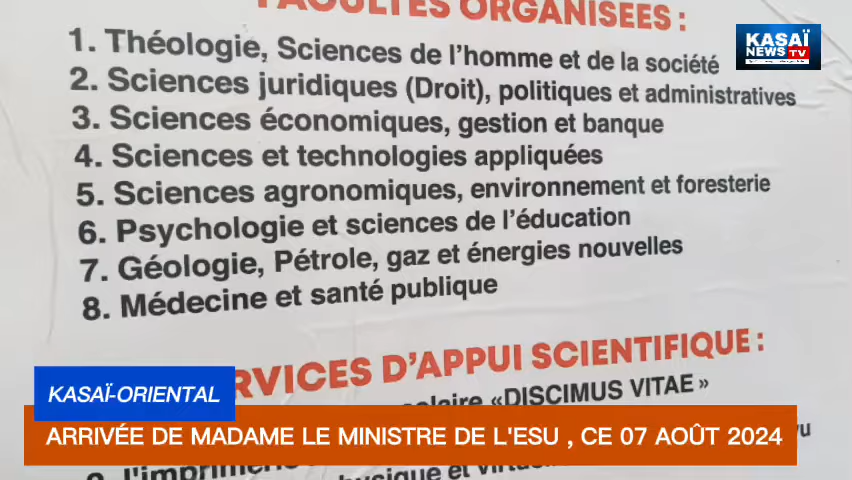 FACULTÉS ORGANISÉES :
KASAÏ
NEWS TV
1. Théologie, Sciences de l'homme et de la société
2. Sciences juridiques (Droit), politiques et administratives
3. Sciences économiques, gestion et banque
4. Sciences et technologies appliquées
5. Sciences agronomiques, environnement et foresterie
6. Psychologie et sciences de l'éducation
7. Géologie, Pétrole, gaz et énergies nouvelles
8. Médecine et santé publique
D'APPUI SCIENTIFIQUE :
«DISCIMUS VITAE»
KASAÏ-ORIENTAL
ARRIVÉE DE MADAME LE MINISTRE DE L'ESU , CE 07 AOÛT 2024
et